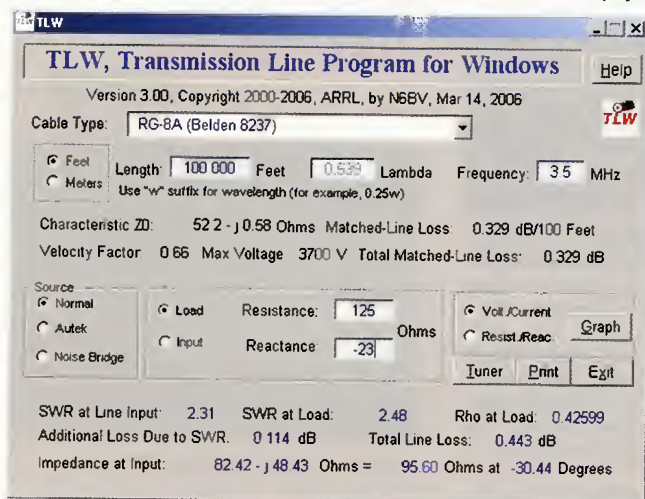 TLW
TLW, Transmission Line Program for Windows
Help
Version 3.00, Copyright 2000-2006, ARRL, by N6BV, Mar 14, 2006
TLW
Cable Type: RG-8A (Belden 8237)
Feet
Meters
Length: 100.000 Feet 0.539 Lambda Frequency: 3.5 MHz
Use "w" suffix for wavelength (for example, 0.25w)
Characteristic Z0: 52.2 - j 0.58 Ohms Matched-Line Loss: 0.329 dB/100 Feet
Velocity Factor: 0.66 Max Voltage 3700 V Total Matched-Line Loss: 0.329 dB
Source
Normal
Autek
Noise Bridge
Load
Input
Resistance: 125
Reactance: -23
Ohms
Volt./Current
Resist./Reac.
Graph
Tuner Print Exit
SWR at Line Input: 2.31 SWR at Load: 2.48 Rho at Load: 0.42599
Additional Loss Due to SWR: 0.114 dB Total Line Loss: 0.443 dB
Impedance at Input: 82.42 - j 48.43 Ohms = 95.60 Ohms at -30.44 Degrees